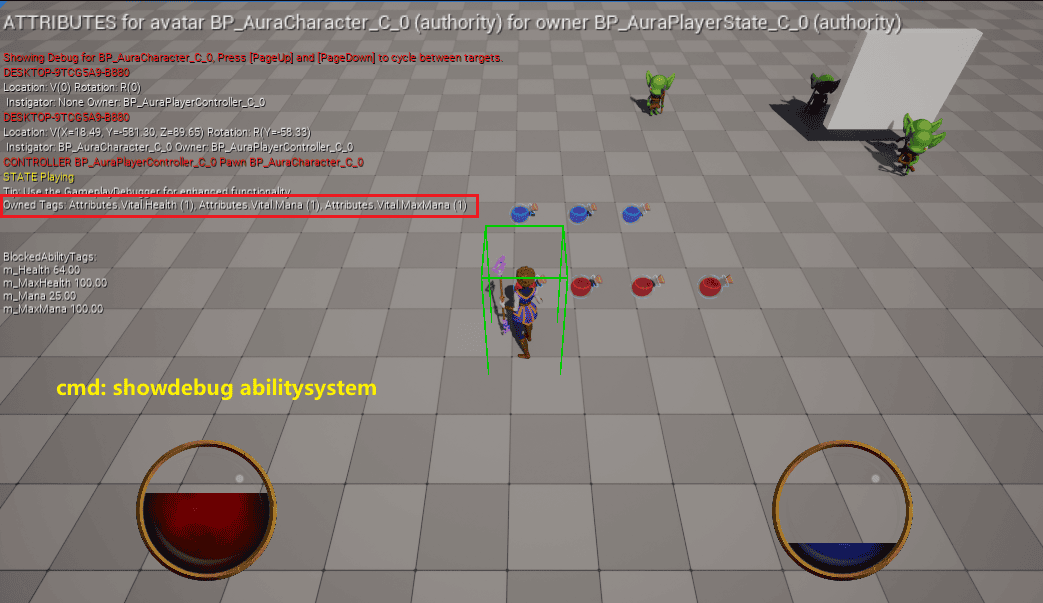 ATTRIBUTES for avatar BP_AuraCharacter_C_0 (authority) for owner BP_AuraPlayerState_C_0 (authority)
Showing Debug for BP_AuraCharacter_C_0, Press [PageUp] and [PageDown] to cycle between targets.
DESKTOP-9TCG5A9-B880
Location: V(0) Rotation: R(0)
Instigator: None Owner: BP_AuraPlayerController_C_0
DESKTOP-9TCG5A9-B880
Location: V(X=18.49, Y=-581.30, Z=89.65) Rotation: R(Y=-58.33)
Instigator: BP_AuraCharacter_C_0 Owner: BP_AuraPlayerController_C_0
CONTROLLER BP_AuraPlayerController_C_0 Pawn BP_AuraCharacter_C_0
STATE Playing
Tip: Use the GameplayDebugger for enhanced functionality
Owned Tags: Attributes.Vital.Health (1), Attributes.Vital.Mana (1), Attributes.Vital.MaxMana (1)
BlockedAbilityTags:
m_Health 64.00
m_MaxHealth 100.00
m_Mana 25.00
m_MaxMana 100.00
cmd: showdebug abilitysystem